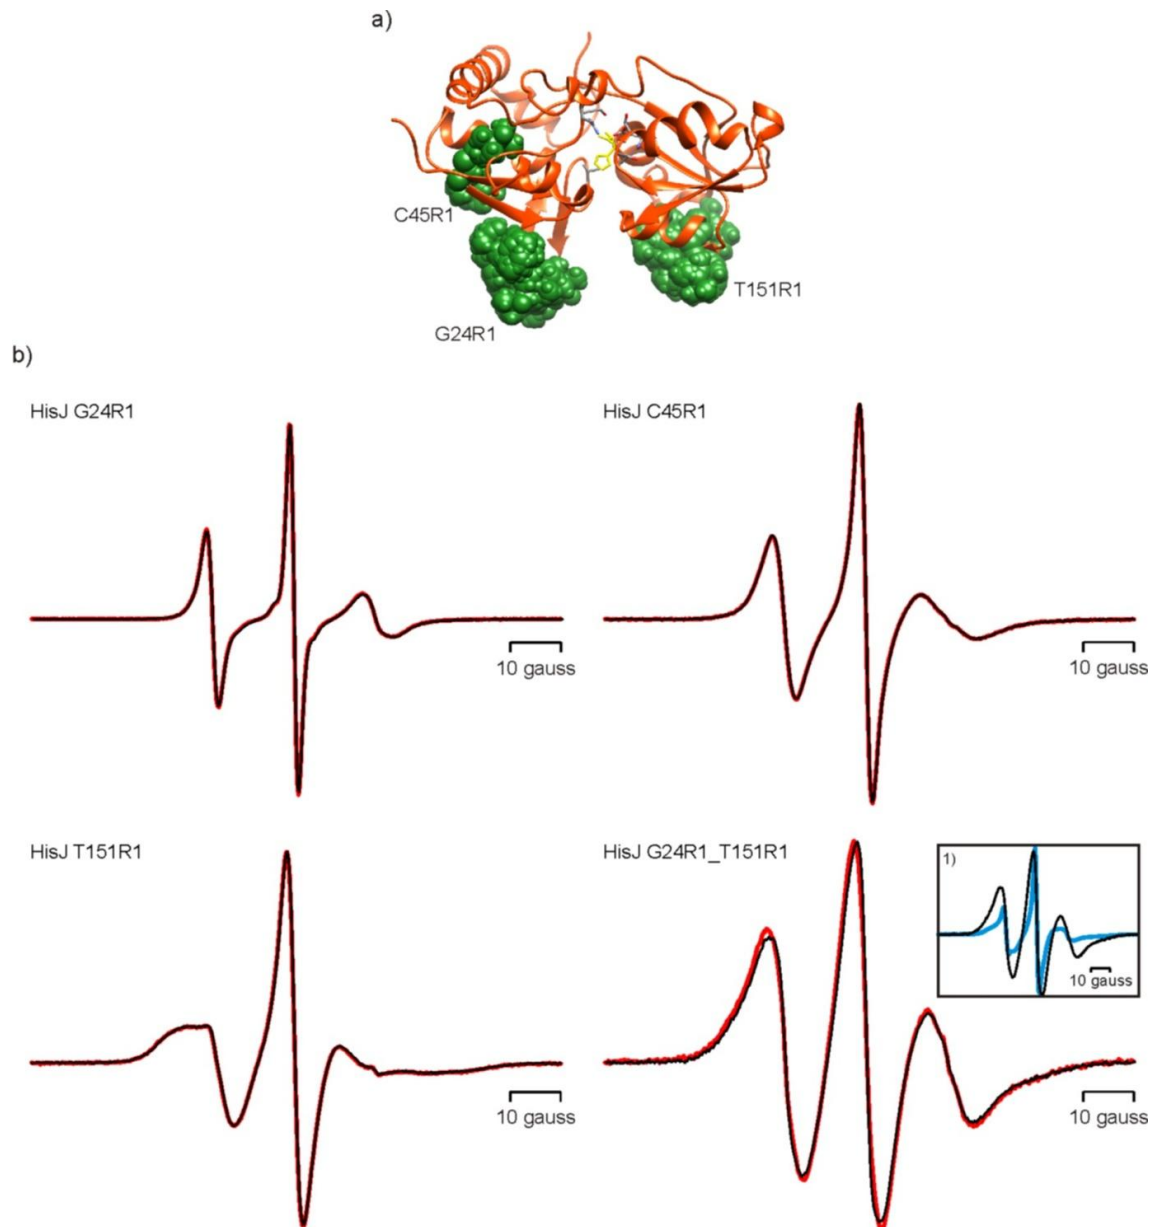 a)
C45R1
T151R1
G24R1
b)
HisJ G24R1
HisJ C45R1
10 gauss
10 gauss
HisJ T151R1
HisJ G24R1_T151R1
1)
10 gauss
10 gauss
10 gauss